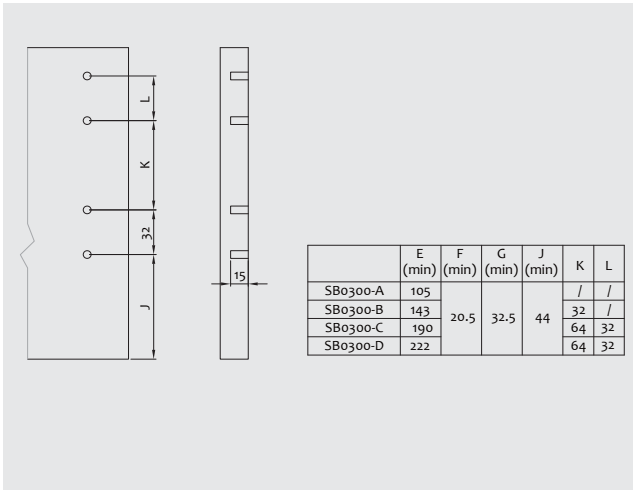 L
K
32
J
15
E (min) F (min) G (min) J (min) K L
SB0300-A 105 20.5 32.5 44 / /
SB0300-B 143 32 /
SB0300-C 190 64 32
SB0300-D 222 64 32